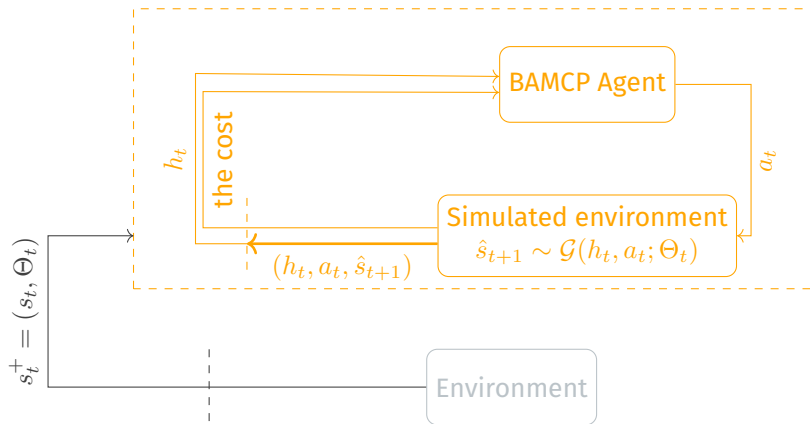 BAMCP Agent
the cost
h_t
a_t
Simulated environment
ŝ_{t+1} ∼ 𝒢(h_t, a_t; Θ_t)
(h_t, a_t, ŝ_{t+1})
s_t^+ = (s_t, Θ_t)
Environment